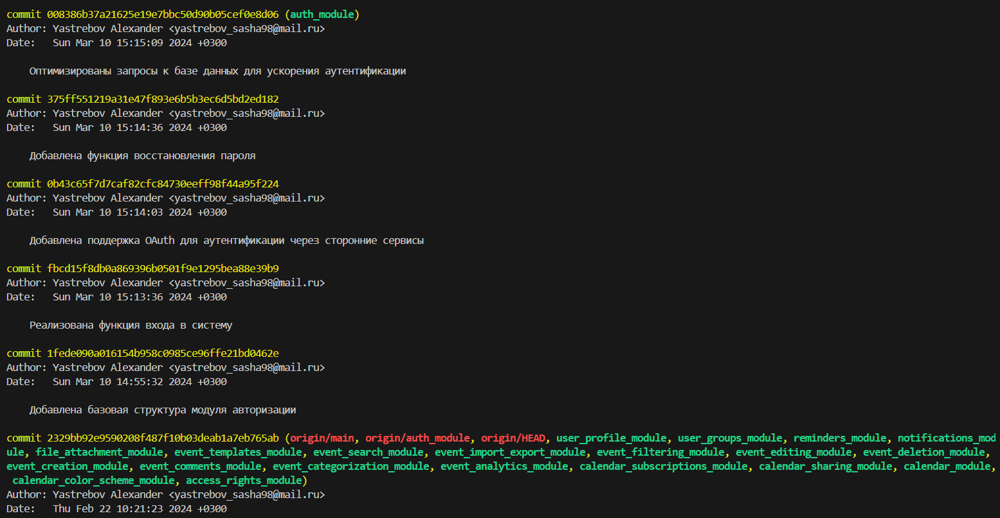 commit 008386b37a21625e19e7bbc50d90b05cef0e8d06 (auth_module)
Author: Yastrebov Alexander <yastrebov_sasha98@mail.ru>
Date:   Sun Mar 10 15:15:09 2024 +0300
Оптимизированы запросы к базе данных для ускорения аутентификации
commit 375ff551219a31e47f893e6b5b3ec6d5bd2ed182
Author: Yastrebov Alexander <yastrebov_sasha98@mail.ru>
Date:   Sun Mar 10 15:14:36 2024 +0300
Добавлена функция восстановления пароля
commit 0b43c65f7d7caf82cfc84730eeff98f44a95f224
Author: Yastrebov Alexander <yastrebov_sasha98@mail.ru>
Date:   Sun Mar 10 15:14:03 2024 +0300
Добавлена поддержка OAuth для аутентификации через сторонние сервисы
commit fbcd15f8db0a869396b0501f9e1295bea88e39b9
Author: Yastrebov Alexander <yastrebov_sasha98@mail.ru>
Date:   Sun Mar 10 15:13:36 2024 +0300
Реализована функция входа в систему
commit 1fede090a016154b958c0985ce96ffe21bd0462e
Author: Yastrebov Alexander <yastrebov_sasha98@mail.ru>
Date:   Sun Mar 10 14:55:32 2024 +0300
Добавлена базовая структура модуля авторизации
commit 2329bb92e9590208f487f10b03deab1a7eb765ab (origin/main, origin/auth_module, origin/HEAD, user_profile_module, user_groups_module, reminders_module, notifications_mod
ule, file_attachment_module, event_templates_module, event_search_module, event_import_export_module, event_filtering_module, event_editing_module, event_deletion_module,
event_creation_module, event_comments_module, event_categorization_module, event_analytics_module, calendar_subscriptions_module, calendar_sharing_module, calendar_module,
calendar_color_scheme_module, access_rights_module)
Author: Yastrebov Alexander <yastrebov_sasha98@mail.ru>
Date:   Thu Feb 22 10:21:23 2024 +0300